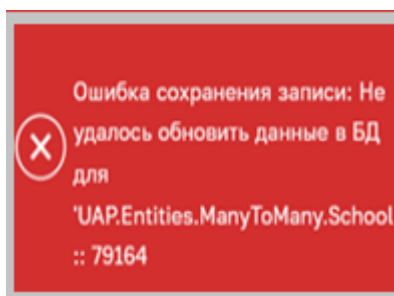 Ошибка сохранения записи: Не
удалось обновить данные в БД
для
'UAP.Entities.ManyToMany.School
:: 79164